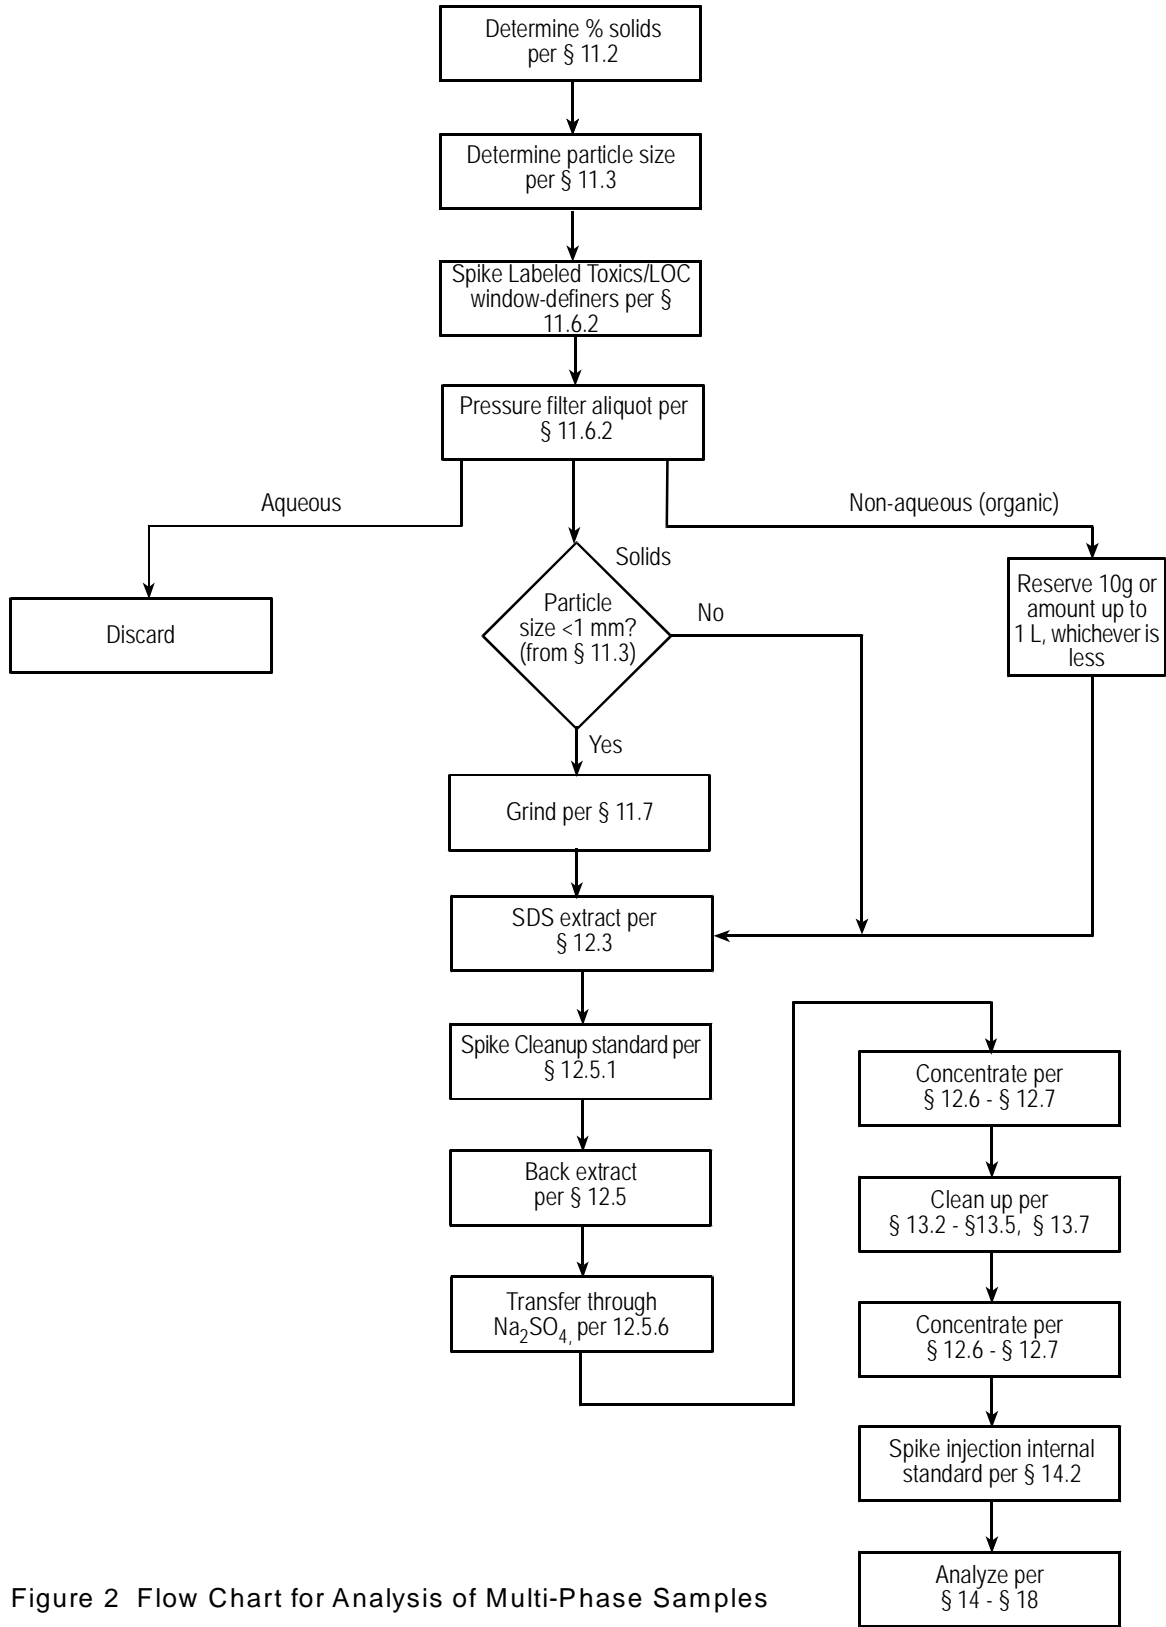 Determine % solids
per § 11.2
Determine particle size
per § 11.3
Spike Labeled Toxics/LOC
window-definers per §
11.6.2
Pressure filter aliquot per
§ 11.6.2
Aqueous
Non-aqueous (organic)
Solids
Discard
Particle
size <1 mm?
(from § 11.3)
No
Reserve 10g or
amount up to
1 L, whichever is
less
Yes
Grind per § 11.7
SDS extract per
§ 12.3
Spike Cleanup standard per
§ 12.5.1
Back extract
per § 12.5
Transfer through
Na₂SO₄, per 12.5.6
Concentrate per
§ 12.6 - § 12.7
Clean up per
§ 13.2 - §13.5, § 13.7
Concentrate per
§ 12.6 - § 12.7
Spike injection internal
standard per § 14.2
Analyze per
§ 14 - § 18
Figure 2 Flow Chart for Analysis of Multi-Phase Samples